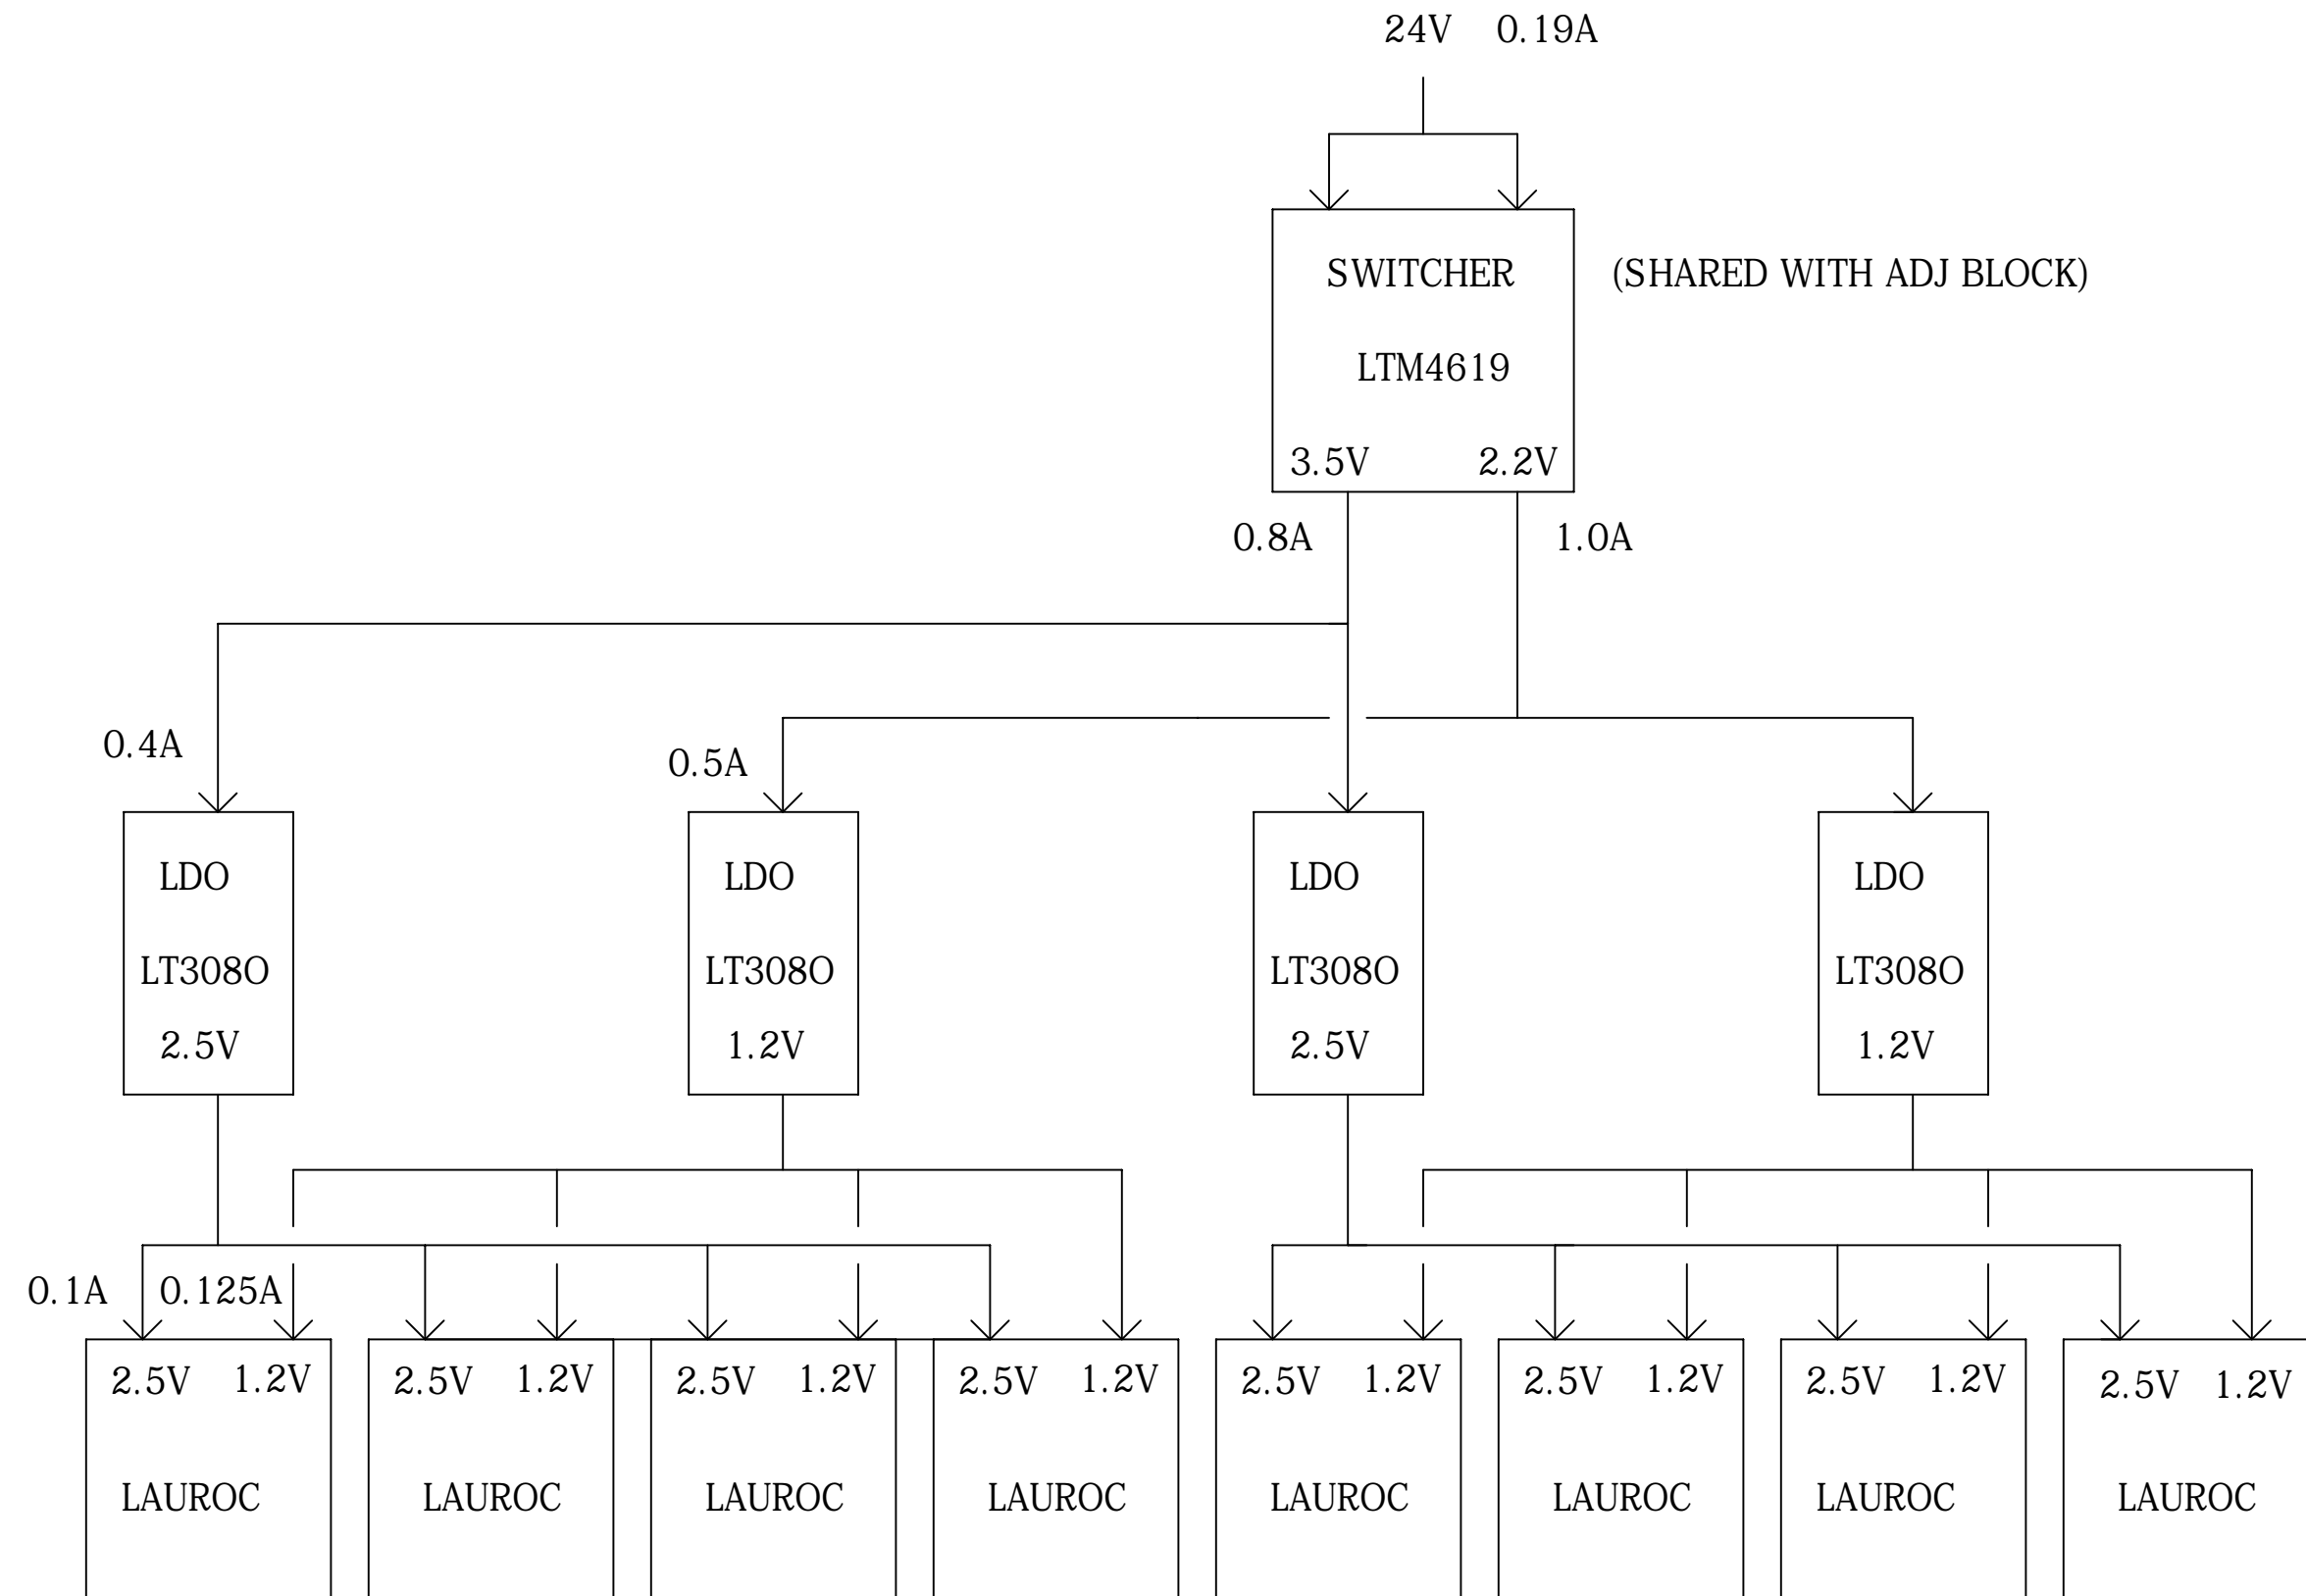 24V 0.19A
SWITCHER (SHARED WITH ADJ BLOCK)
LTM4619
3.5V 2.2V
0.8A 1.0A
0.4A 0.5A
LDO LDO LDO LDO
LT308O LT308O LT308O LT308O
2.5V 1.2V 2.5V 1.2V
0.1A 0.125A
2.5V 1.2V 2.5V 1.2V 2.5V 1.2V 2.5V 1.2V 2.5V 1.2V 2.5V 1.2V 2.5V 1.2V 2.5V 1.2V
LAUROC LAUROC LAUROC LAUROC LAUROC LAUROC LAUROC LAUROC